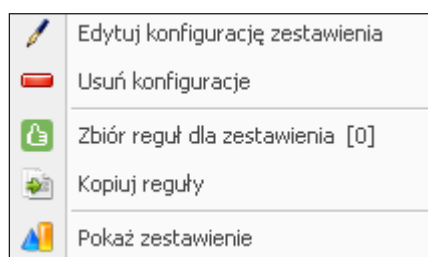 Edytuj konfigurację zestawienia
Usuń konfiguracje
Zbiór reguł dla zestawienia [0]
Kopiuj reguły
Pokaż zestawienie